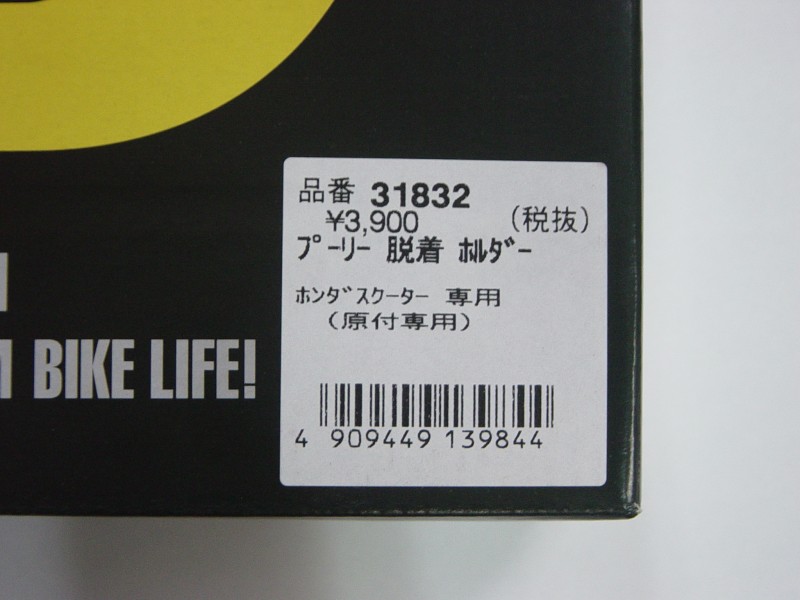 品番 31832
¥3,900 (税抜)
プーリー 脱着 ホルダー
ホンダスクーター 専用
(原付専用)
BIKE LIFE!
4 909449 139844